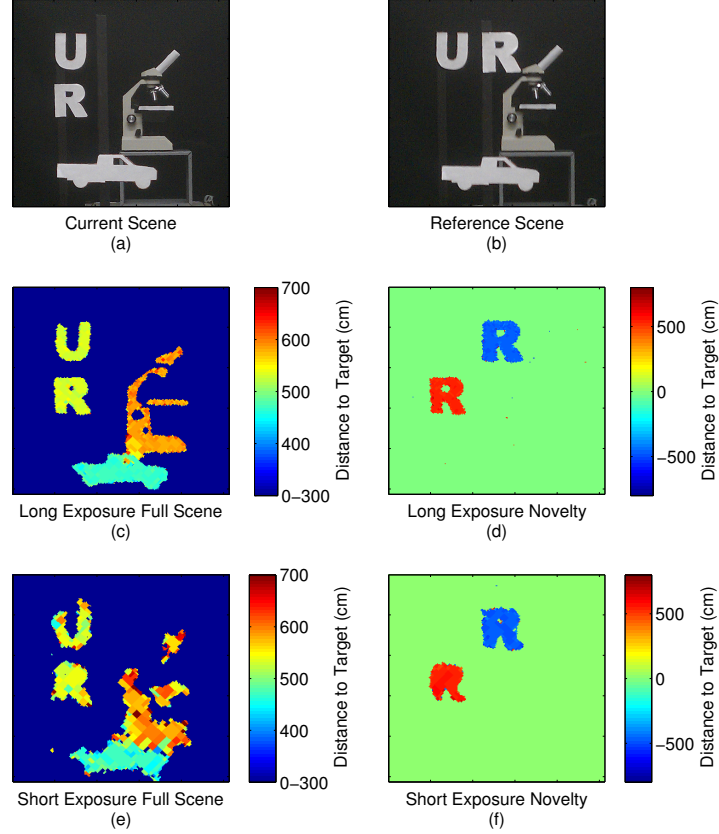 U
R
Current Scene
(a)
U R
Reference Scene
(b)
U
R
700
600
500
400
0−300
Distance to Target (cm)
Long Exposure Full Scene
(c)
R
R
500
0
−500
Distance to Target (cm)
Long Exposure Novelty
(d)
U
R
700
600
500
400
0−300
Distance to Target (cm)
Short Exposure Full Scene
(e)
R
R
500
0
−500
Distance to Target (cm)
Short Exposure Novelty
(f)